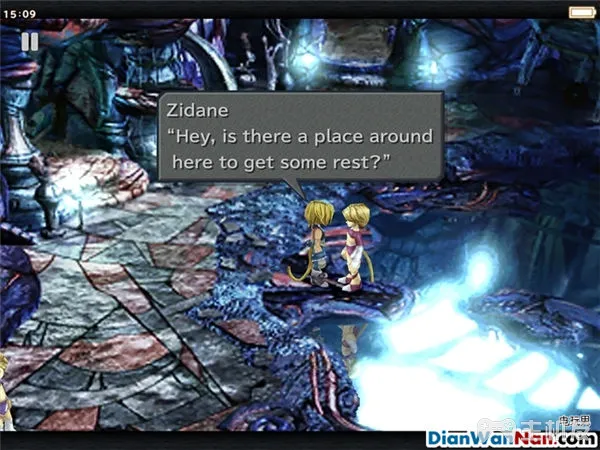 15:09
Zidane
“Hey, is there a place around
here to get some rest?”
DianWanNan.com